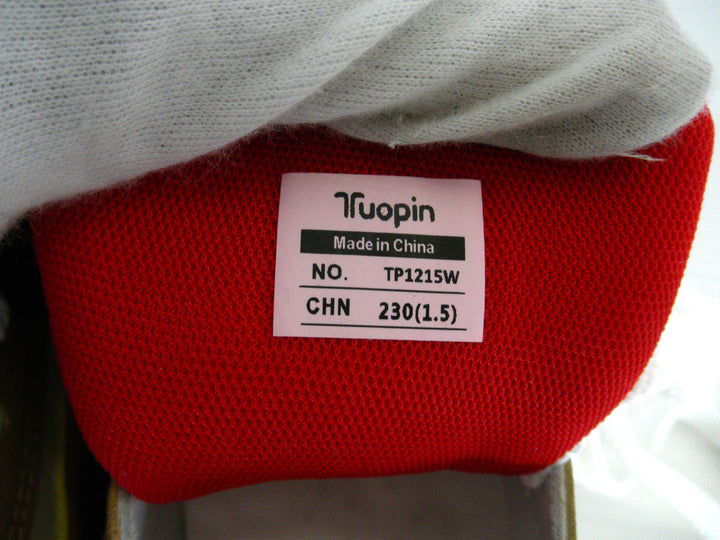 Tuopin
Made in China
NO. TP1215W
CHN 230(1.5)